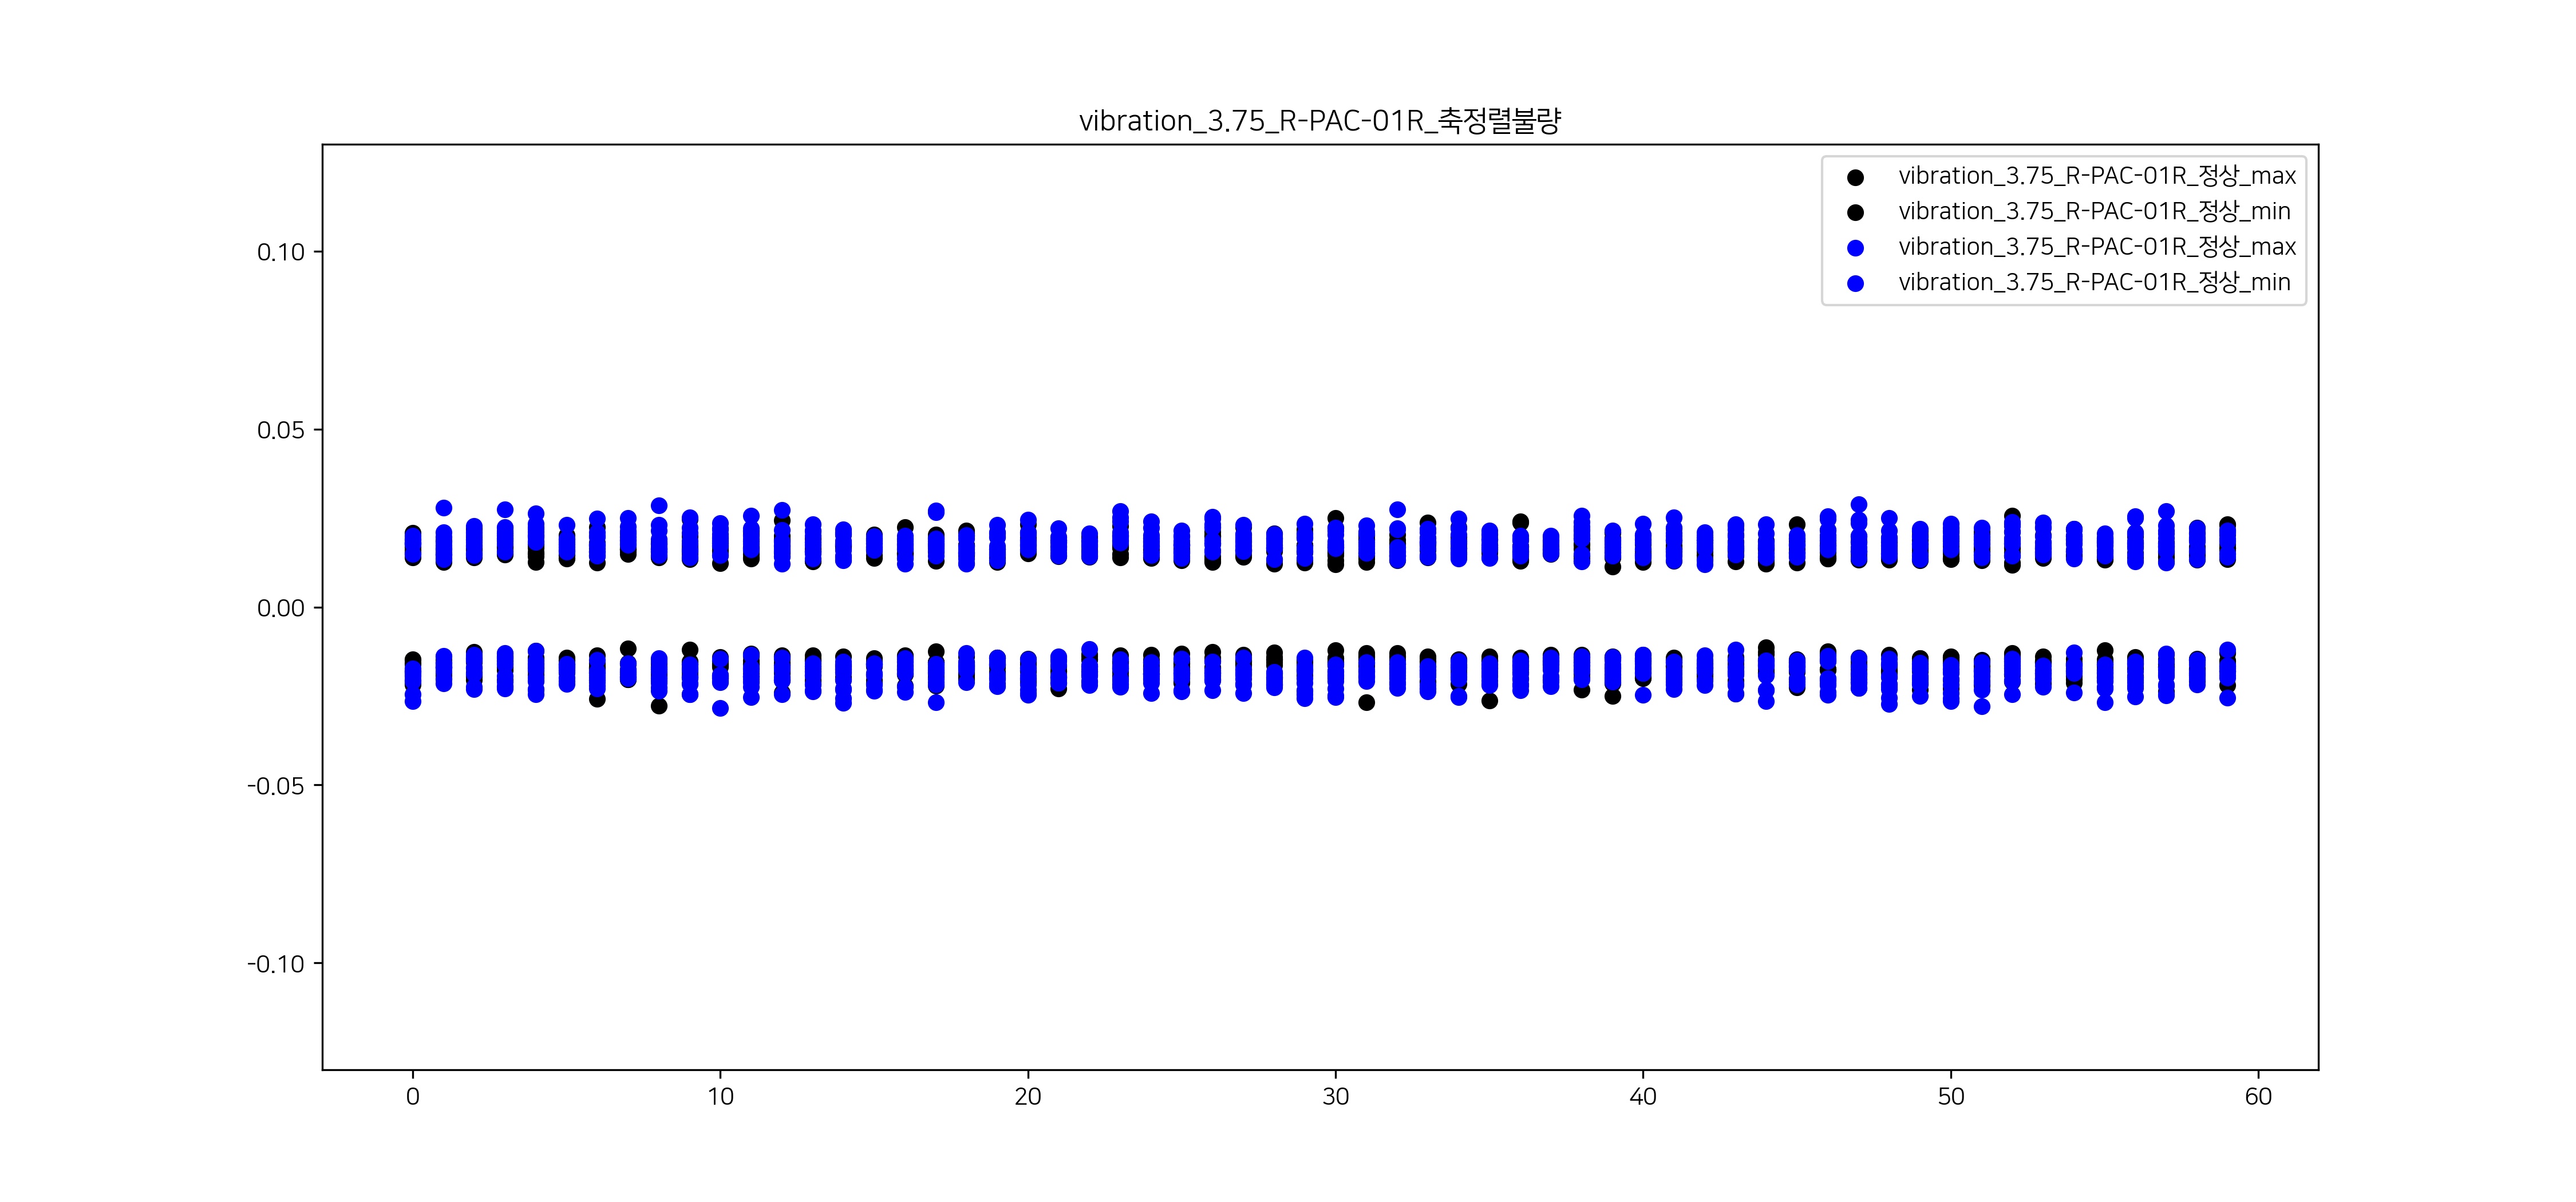 vibration_3.75_R-PAC-01R_축정렬불량
vibration_3.75_R-PAC-01R_정상_max
vibration_3.75_R-PAC-01R_정상_min
vibration_3.75_R-PAC-01R_정상_max
vibration_3.75_R-PAC-01R_정상_min
0.10
0.05
0.00
-0.05
-0.10
0 10 20 30 40 50 60